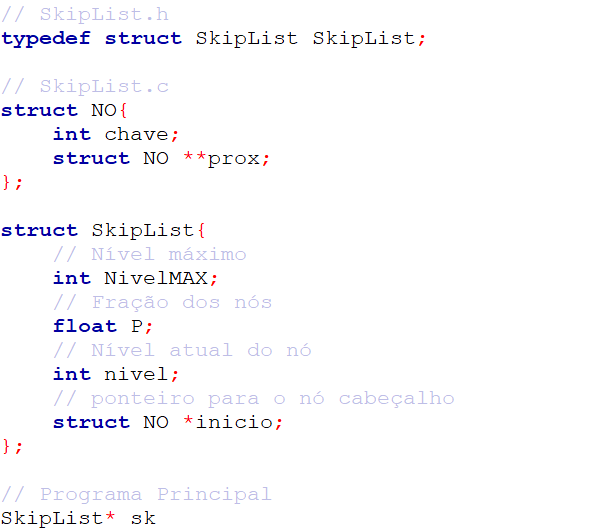 // SkipList.h
typedef struct SkipList SkipList;
// SkipList.c
struct NO{
    int chave;
    struct NO **prox;
};
struct SkipList{
    // Nível máximo
    int NivelMAX;
    // Fração dos nós
    float P;
    // Nível atual do nó
    int nivel;
    // ponteiro para o nó cabeçalho
    struct NO *inicio;
};
// Programa Principal
SkipList* sk